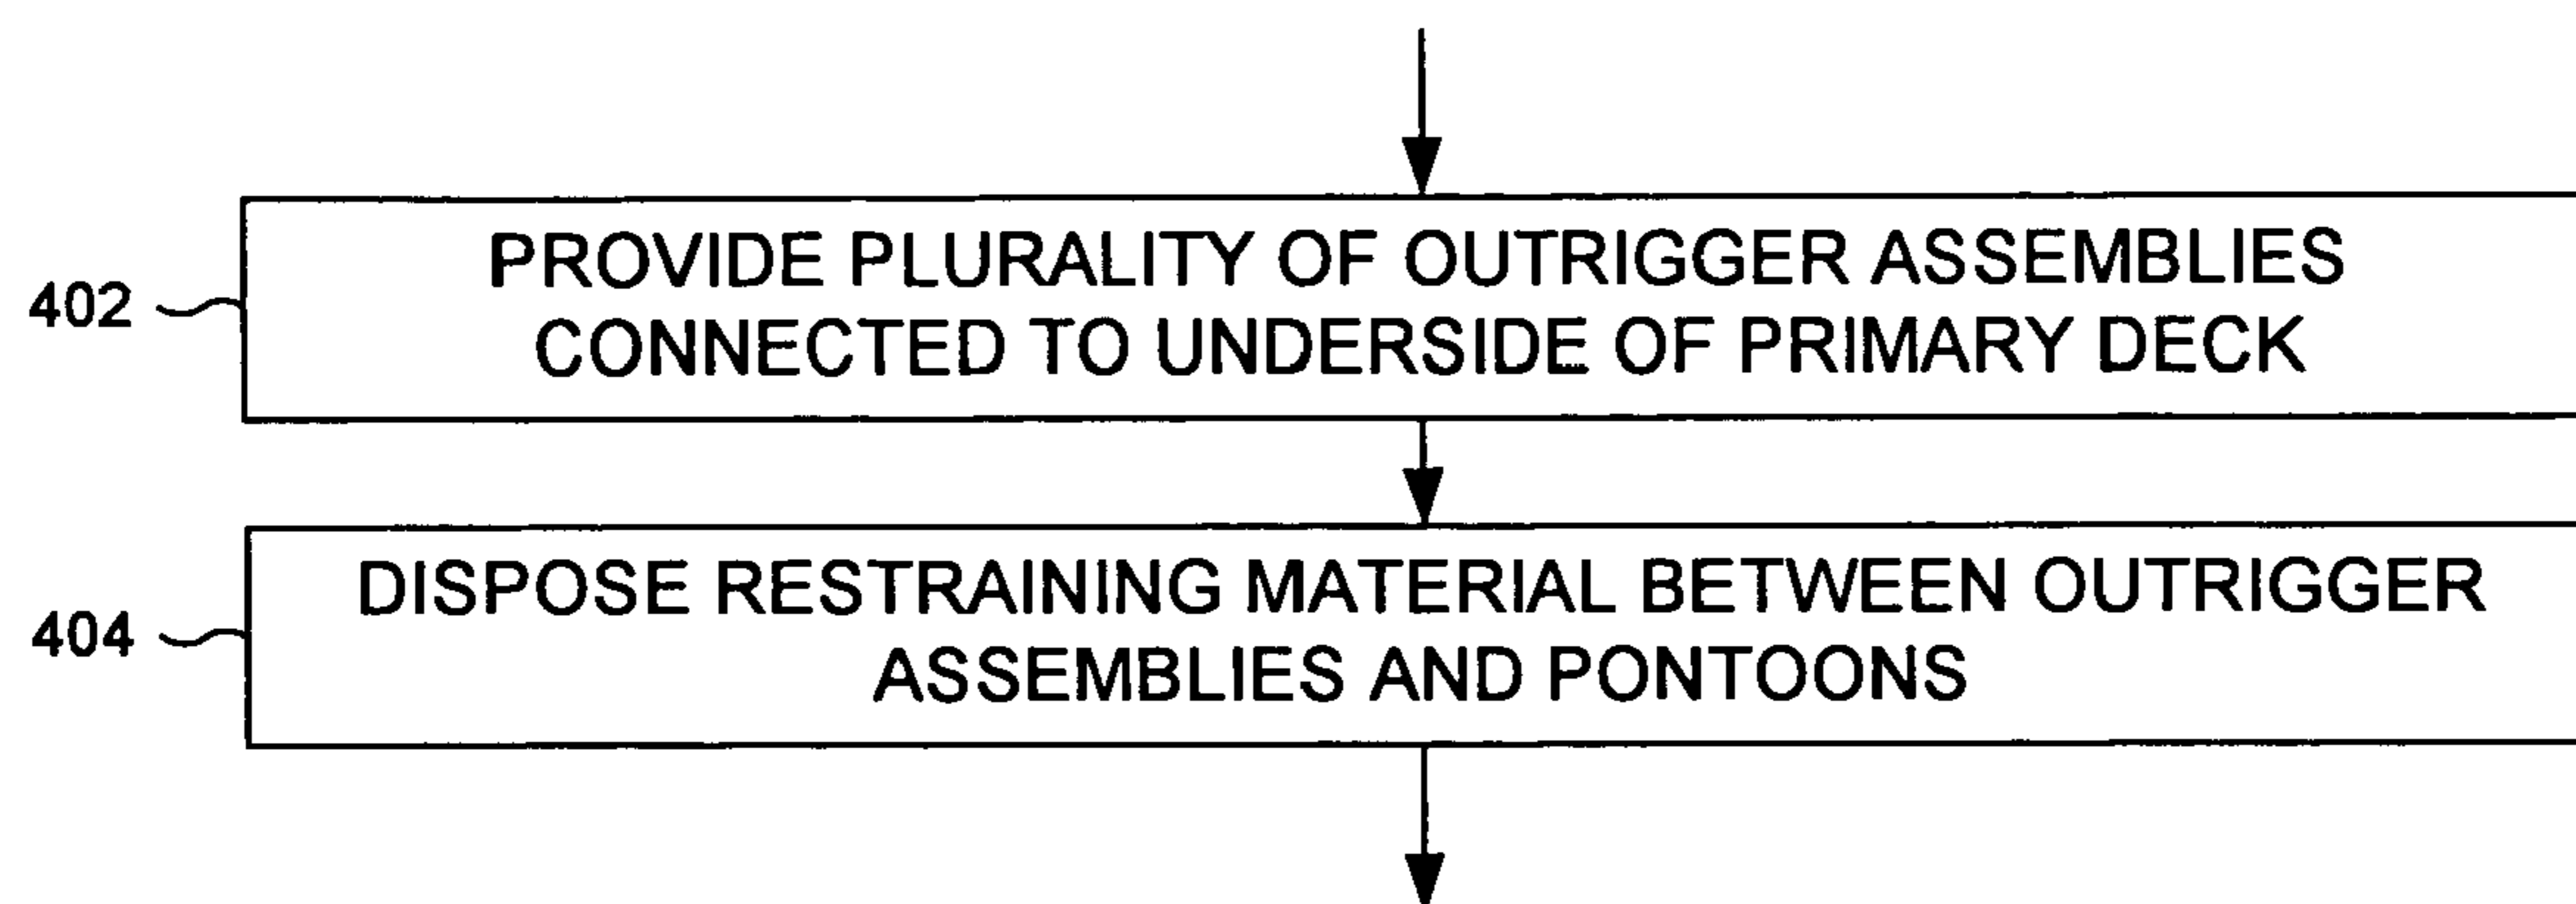 402
PROVIDE PLURALITY OF OUTRIGGER ASSEMBLIES
CONNECTED TO UNDERSIDE OF PRIMARY DECK
404
DISPOSE RESTRAINING MATERIAL BETWEEN OUTRIGGER
ASSEMBLIES AND PONTOONS